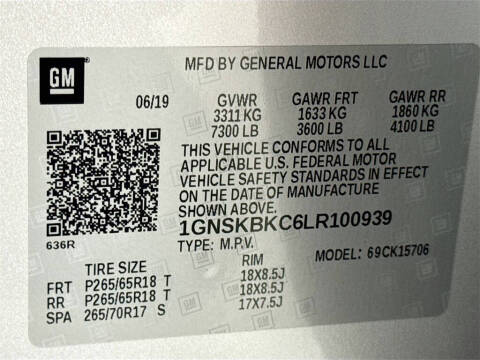 GM
MFD BY GENERAL MOTORS LLC
06/19 GVWR GAWR FRT GAWR RR
3311 KG 1633 KG 1860 KG
7300 LB 3600 LB 4100 LB
THIS VEHICLE CONFORMS TO ALL
APPLICABLE U.S. FEDERAL MOTOR
VEHICLE SAFETY STANDARDS IN EFFECT
ON THE DATE OF MANUFACTURE
SHOWN ABOVE.
1GNSKBKC6LR100939
636R
TYPE: M.P.V. MODEL: 69CK15706
TIRE SIZE RIM
FRT P265/65R18 T 18X8.5J
RR P265/65R18 T 18X8.5J
SPA 265/70R17 S 17X7.5J